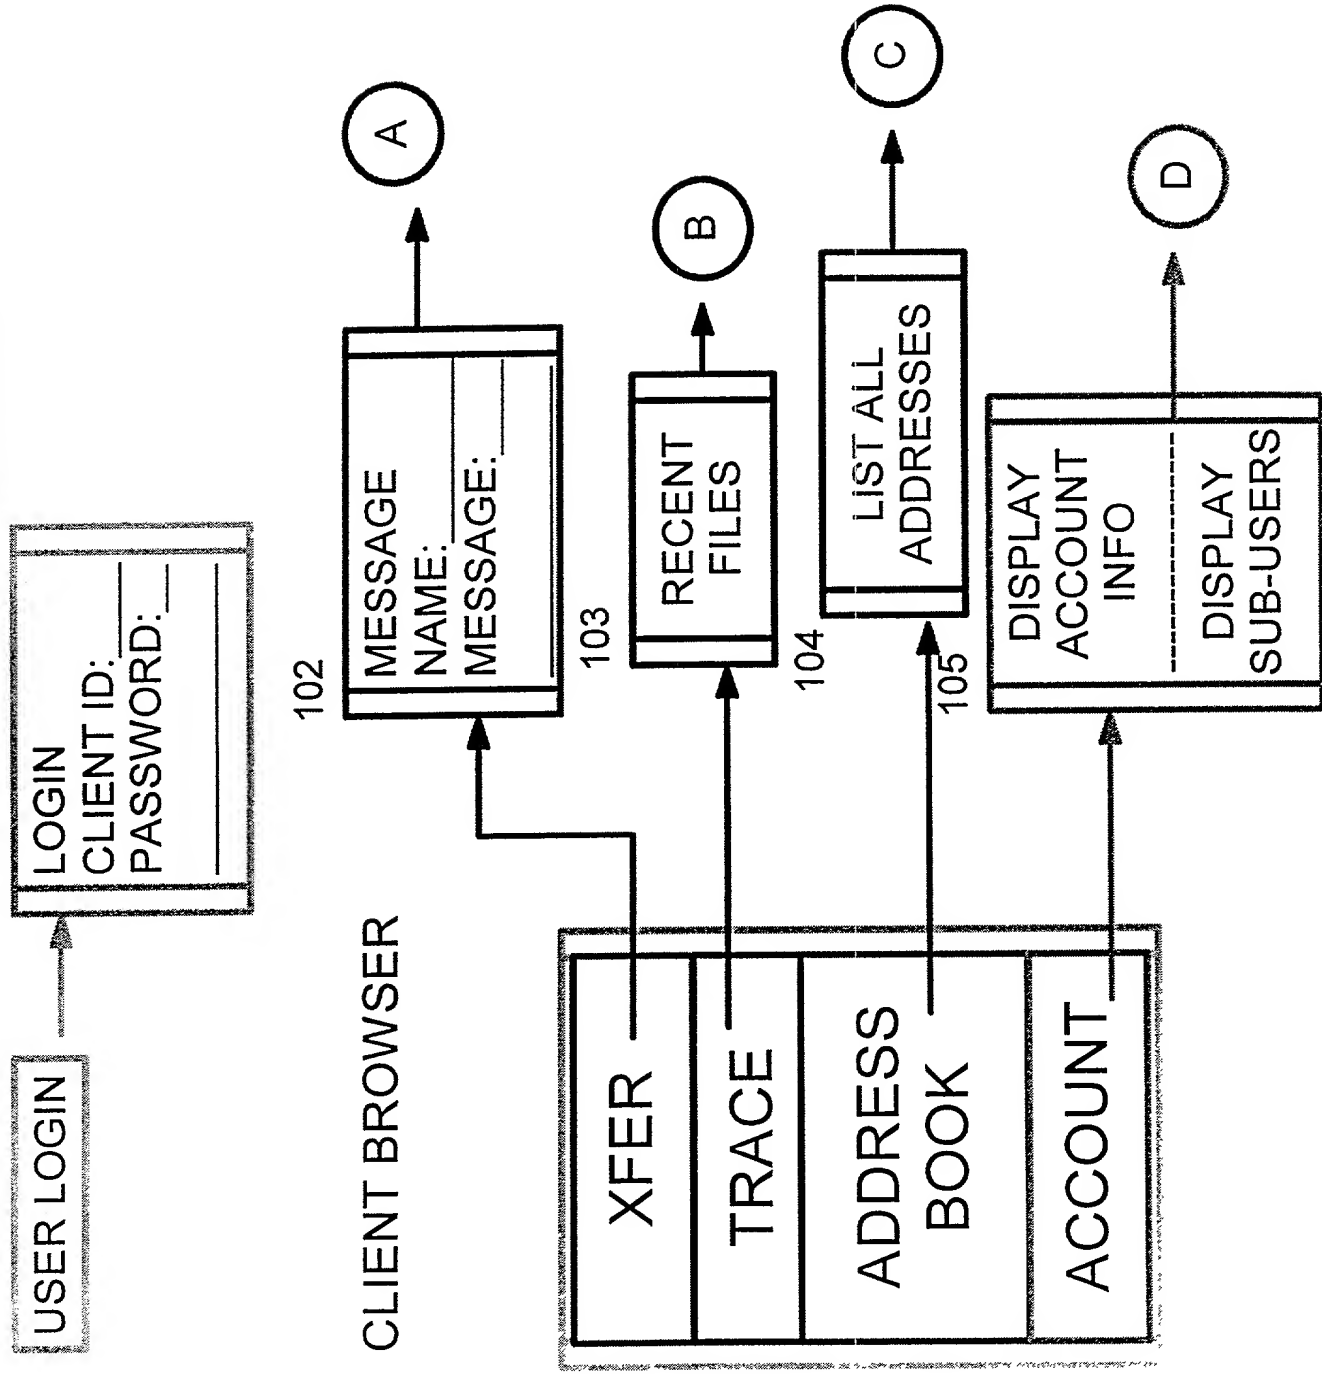 USER LOGIN
LOGIN
CLIENT ID:
PASSWORD:
CLIENT BROWSER
XFER
TRACE
ADDRESS
BOOK
ACCOUNT
102
MESSAGE
NAME:
MESSAGE:
A
103
RECENT
FILES
B
104
LIST ALL
ADDRESSES
C
105
DISPLAY
ACCOUNT
INFO
DISPLAY
SUB-USERS
D